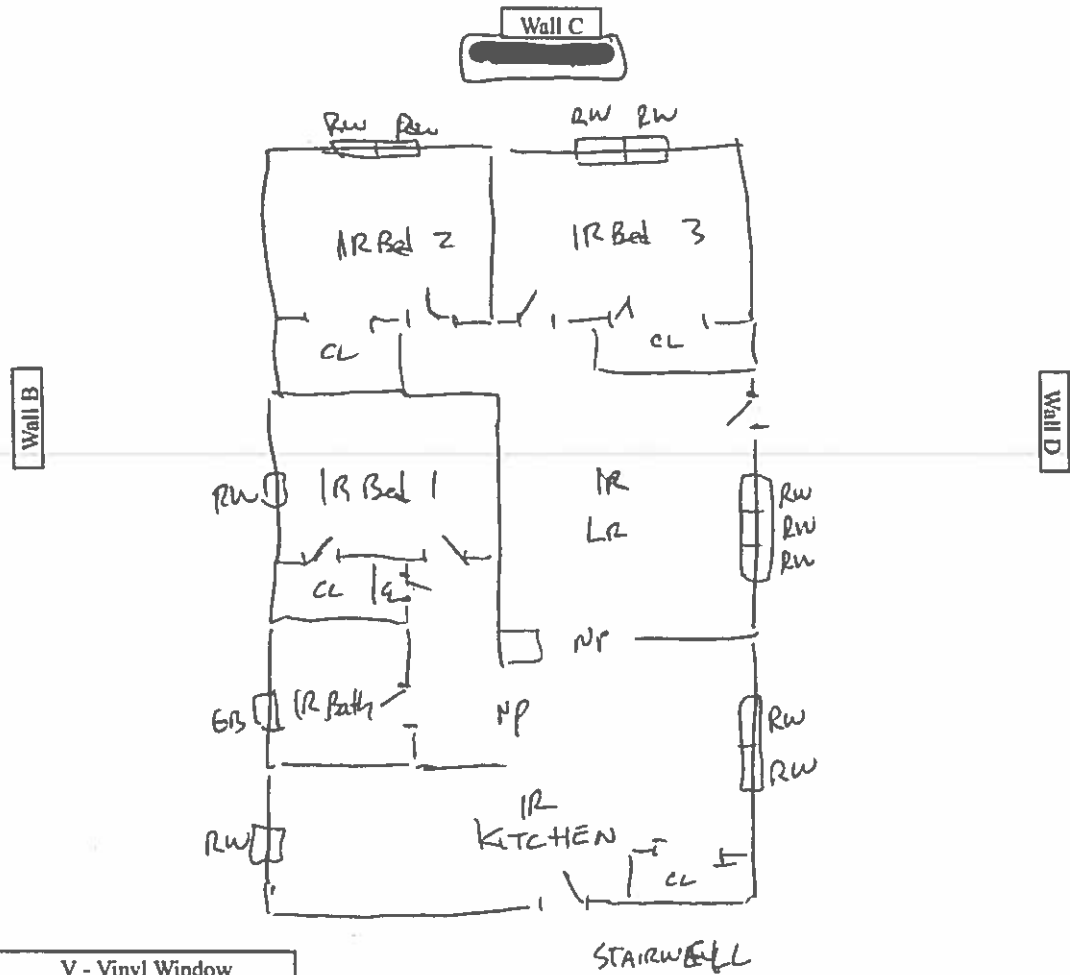 Wall C
RW RW
RW RW
1R Bed 2
1R Bed 3
CL
CL
Wall B
Wall D
RW
1R Bed 1
1R
LR
RW
RW
RW
CL
CL
NP
GB
1R Bath
NP
RW
RW
RW
1R
KITCHEN
CL
STAIRWELL
V - Vinyl Window